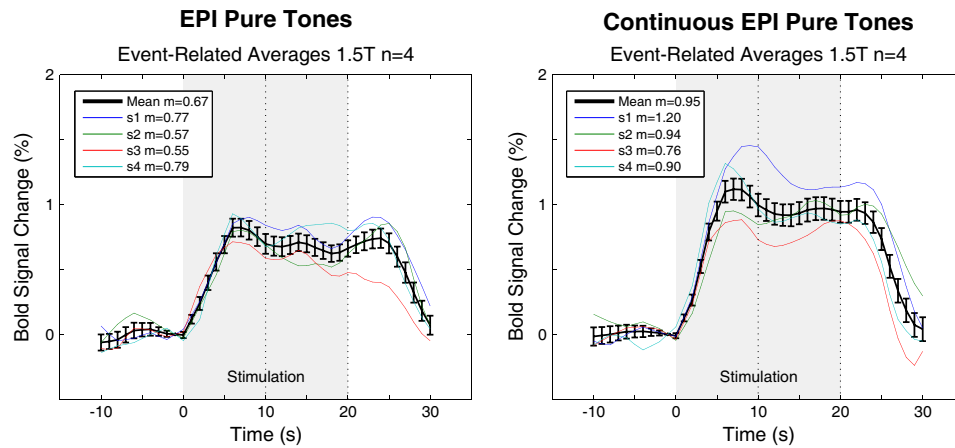 EPI Pure Tones
Event-Related Averages 1.5T n=4
Bold Signal Change (%)
2
1
0
Mean m=0.67
s1 m=0.77
s2 m=0.57
s3 m=0.55
s4 m=0.79
Stimulation
-10 0 10 20 30
Time (s)
Continuous EPI Pure Tones
Event-Related Averages 1.5T n=4
Bold Signal Change (%)
2
1
0
Mean m=0.95
s1 m=1.20
s2 m=0.94
s3 m=0.76
s4 m=0.90
Stimulation
-10 0 10 20 30
Time (s)